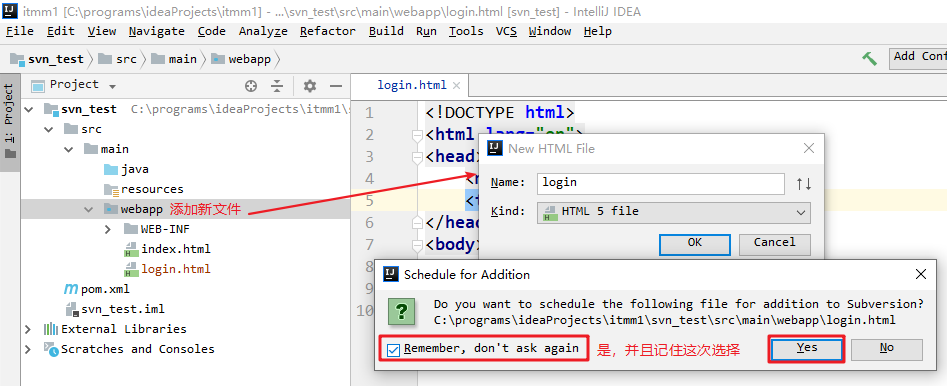 itmm1 [C:\programs\ideaProjects\itmm1] - ...\svn_test\src\main\webapp\login.html [svn_test] - IntelliJ IDEA
File Edit View Navigate Code Analyze Refactor Build Run Tools VCS Window Help
svn_test src main webapp
Add Conf
1: Project
Project
svn_test C:\programs\ideaProjects\itmm1\s
src
main
java
resources
webapp 添加新文件
WEB-INF
index.html
login.html
pom.xml
svn_test.iml
External Libraries
Scratches and Consoles
login.html
1 <!DOCTYPE html>
2 <html lang="en">
3 <head>
4
5
6 </head>
7 <body>
8
9
10
New HTML File
Name: login
Kind: HTML 5 file
OK Cancel
Schedule for Addition
Do you want to schedule the following file for addition to Subversion?
C:\programs\ideaProjects\itmm1\svn_test\src\main\webapp\login.html
Remember, don't ask again 是，并且记住这次选择 Yes No